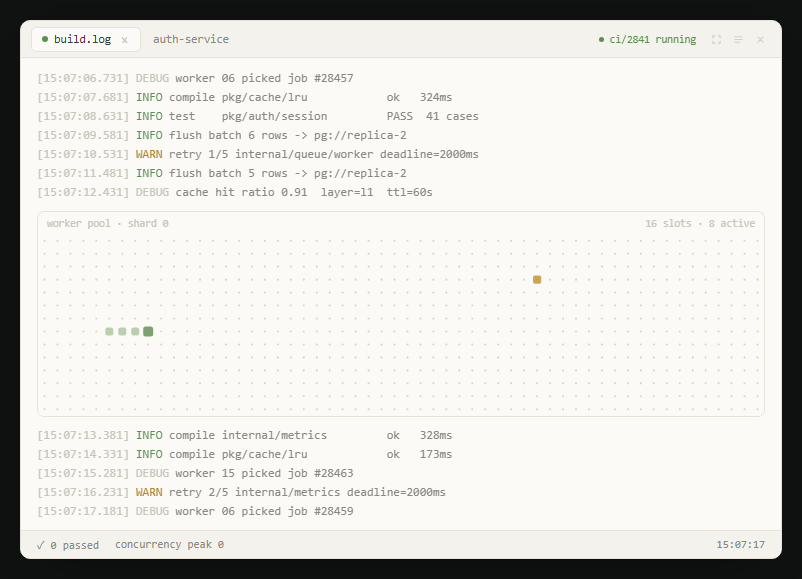 build.log × auth-service ci/2841 running
[15:07:06.731] DEBUG worker 06 picked job #28457
[15:07:07.681] INFO compile pkg/cache/lru ok 324ms
[15:07:08.631] INFO test pkg/auth/session PASS 41 cases
[15:07:09.581] INFO flush batch 6 rows -> pg://replica-2
[15:07:10.531] WARN retry 1/5 internal/queue/worker deadline=2000ms
[15:07:11.481] INFO flush batch 5 rows -> pg://replica-2
[15:07:12.431] DEBUG cache hit ratio 0.91 layer=l1 ttl=60s
worker pool · shard 0 16 slots · 8 active
[15:07:13.381] INFO compile internal/metrics ok 328ms
[15:07:14.331] INFO compile pkg/cache/lru ok 173ms
[15:07:15.281] DEBUG worker 15 picked job #28463
[15:07:16.231] WARN retry 2/5 internal/metrics deadline=2000ms
[15:07:17.181] DEBUG worker 06 picked job #28459
✓ 0 passed concurrency peak 0 15:07:17